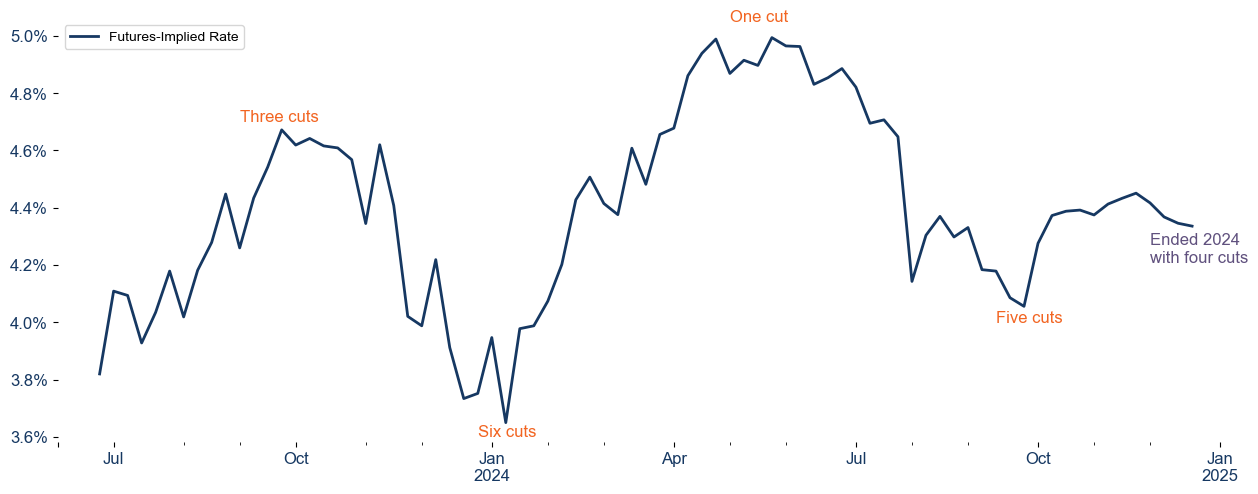 One cut
Futures-Implied Rate
5.0%
4.8%
Three cuts
4.6%
4.4%
Ended 2024
with four cuts
4.2%
Five cuts
4.0%
3.8%
Six cuts
3.6%
Jul
Oct
Jan
2024
Apr
Jul
Oct
Jan
2025